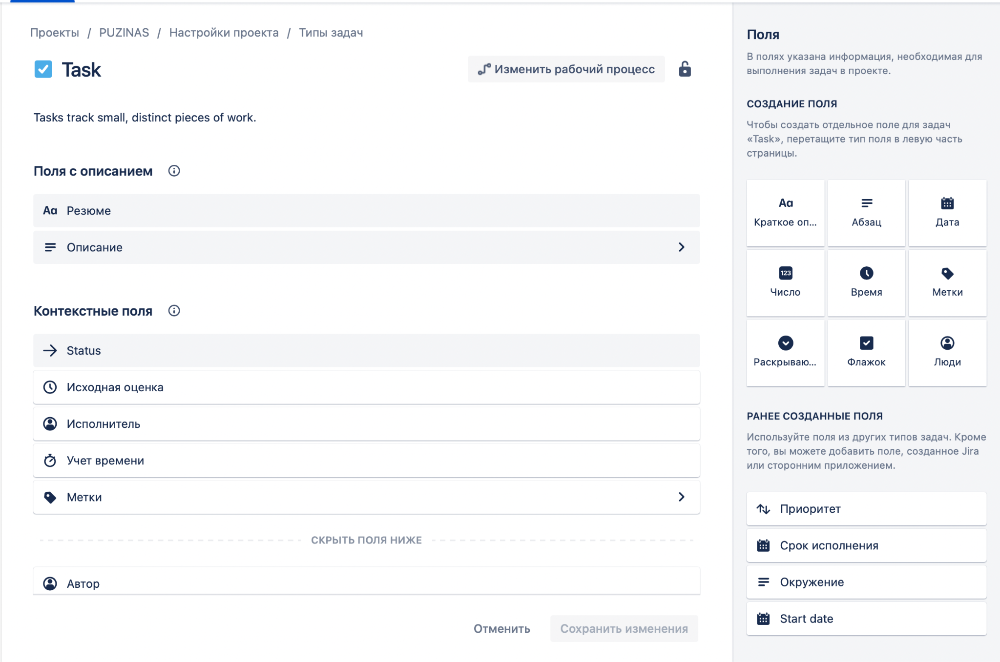 Проекты / PUZINAS / Настройки проекта / Типы задач
Task
Изменить рабочий процесс
Tasks track small, distinct pieces of work.
Поля с описанием
Aa Резюме
Описание
Контекстные поля
Status
Исходная оценка
Исполнитель
Учет времени
Метки
СКРЫТЬ ПОЛЯ НИЖЕ
Автор
Отменить
Сохранить изменения
Поля
В полях указана информация, необходимая для
выполнения задач в проекте.
СОЗДАНИЕ ПОЛЯ
Чтобы создать отдельное поле для задач
«Task», перетащите тип поля в левую часть
страницы.
Aa
Краткое оп...
Абзац
Дата
123
Число
Время
Метки
Раскрываю...
Флажок
Люди
РАНЕЕ СОЗДАННЫЕ ПОЛЯ
Используйте поля из других типов задач. Кроме
того, вы можете добавить поле, созданное Jira
или сторонним приложением.
Приоритет
Срок исполнения
Окружение
Start date